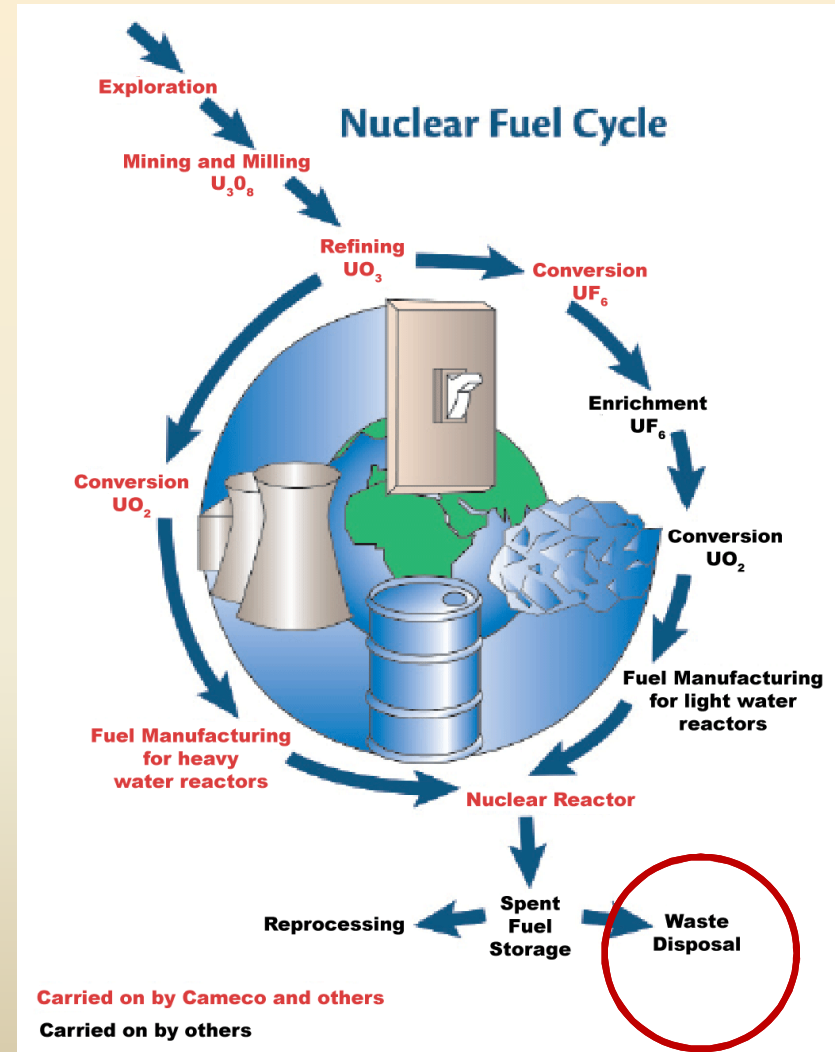 Exploration
Nuclear Fuel Cycle
Mining and Milling
U₃0₈
Refining
UO₃
Conversion
UF₆
Enrichment
UF₆
Conversion
UO₂
Conversion
UO₂
Fuel Manufacturing
for light water
reactors
Fuel Manufacturing
for heavy
water reactors
Nuclear Reactor
Reprocessing
Spent
Fuel
Storage
Waste
Disposal
Carried on by Cameco and others
Carried on by others